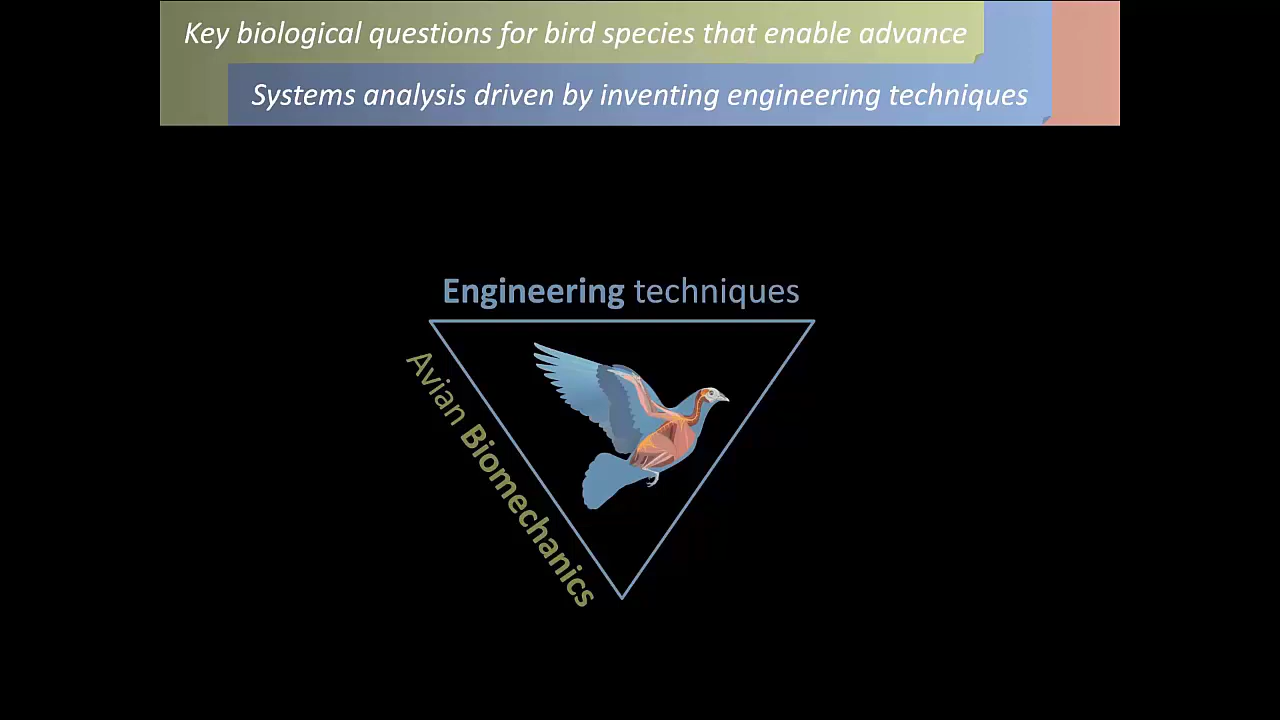 Key biological questions for bird species that enable advance
Systems analysis driven by inventing engineering techniques
Engineering techniques
Avian Biomechanics